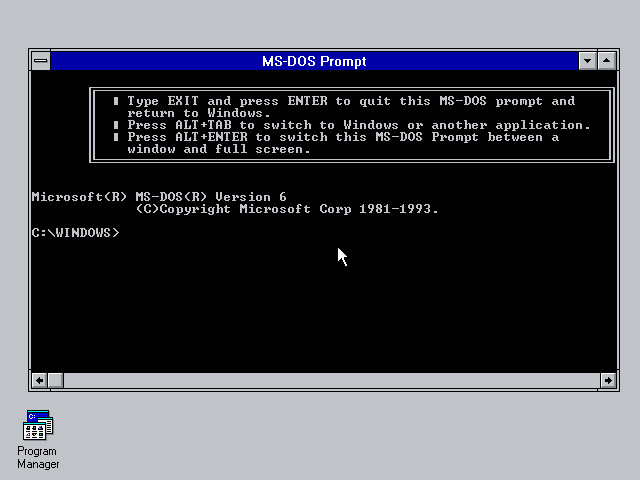 MS-DOS Prompt
Type EXIT and press ENTER to quit this MS-DOS prompt and
return to Windows.
Press ALT+TAB to switch to Windows or another application.
Press ALT+ENTER to switch this MS-DOS Prompt between a
window and full screen.
Microsoft(R) MS-DOS(R) Version 6
(C)Copyright Microsoft Corp 1981-1993.
C:\WINDOWS>
C:\
Program
Manager